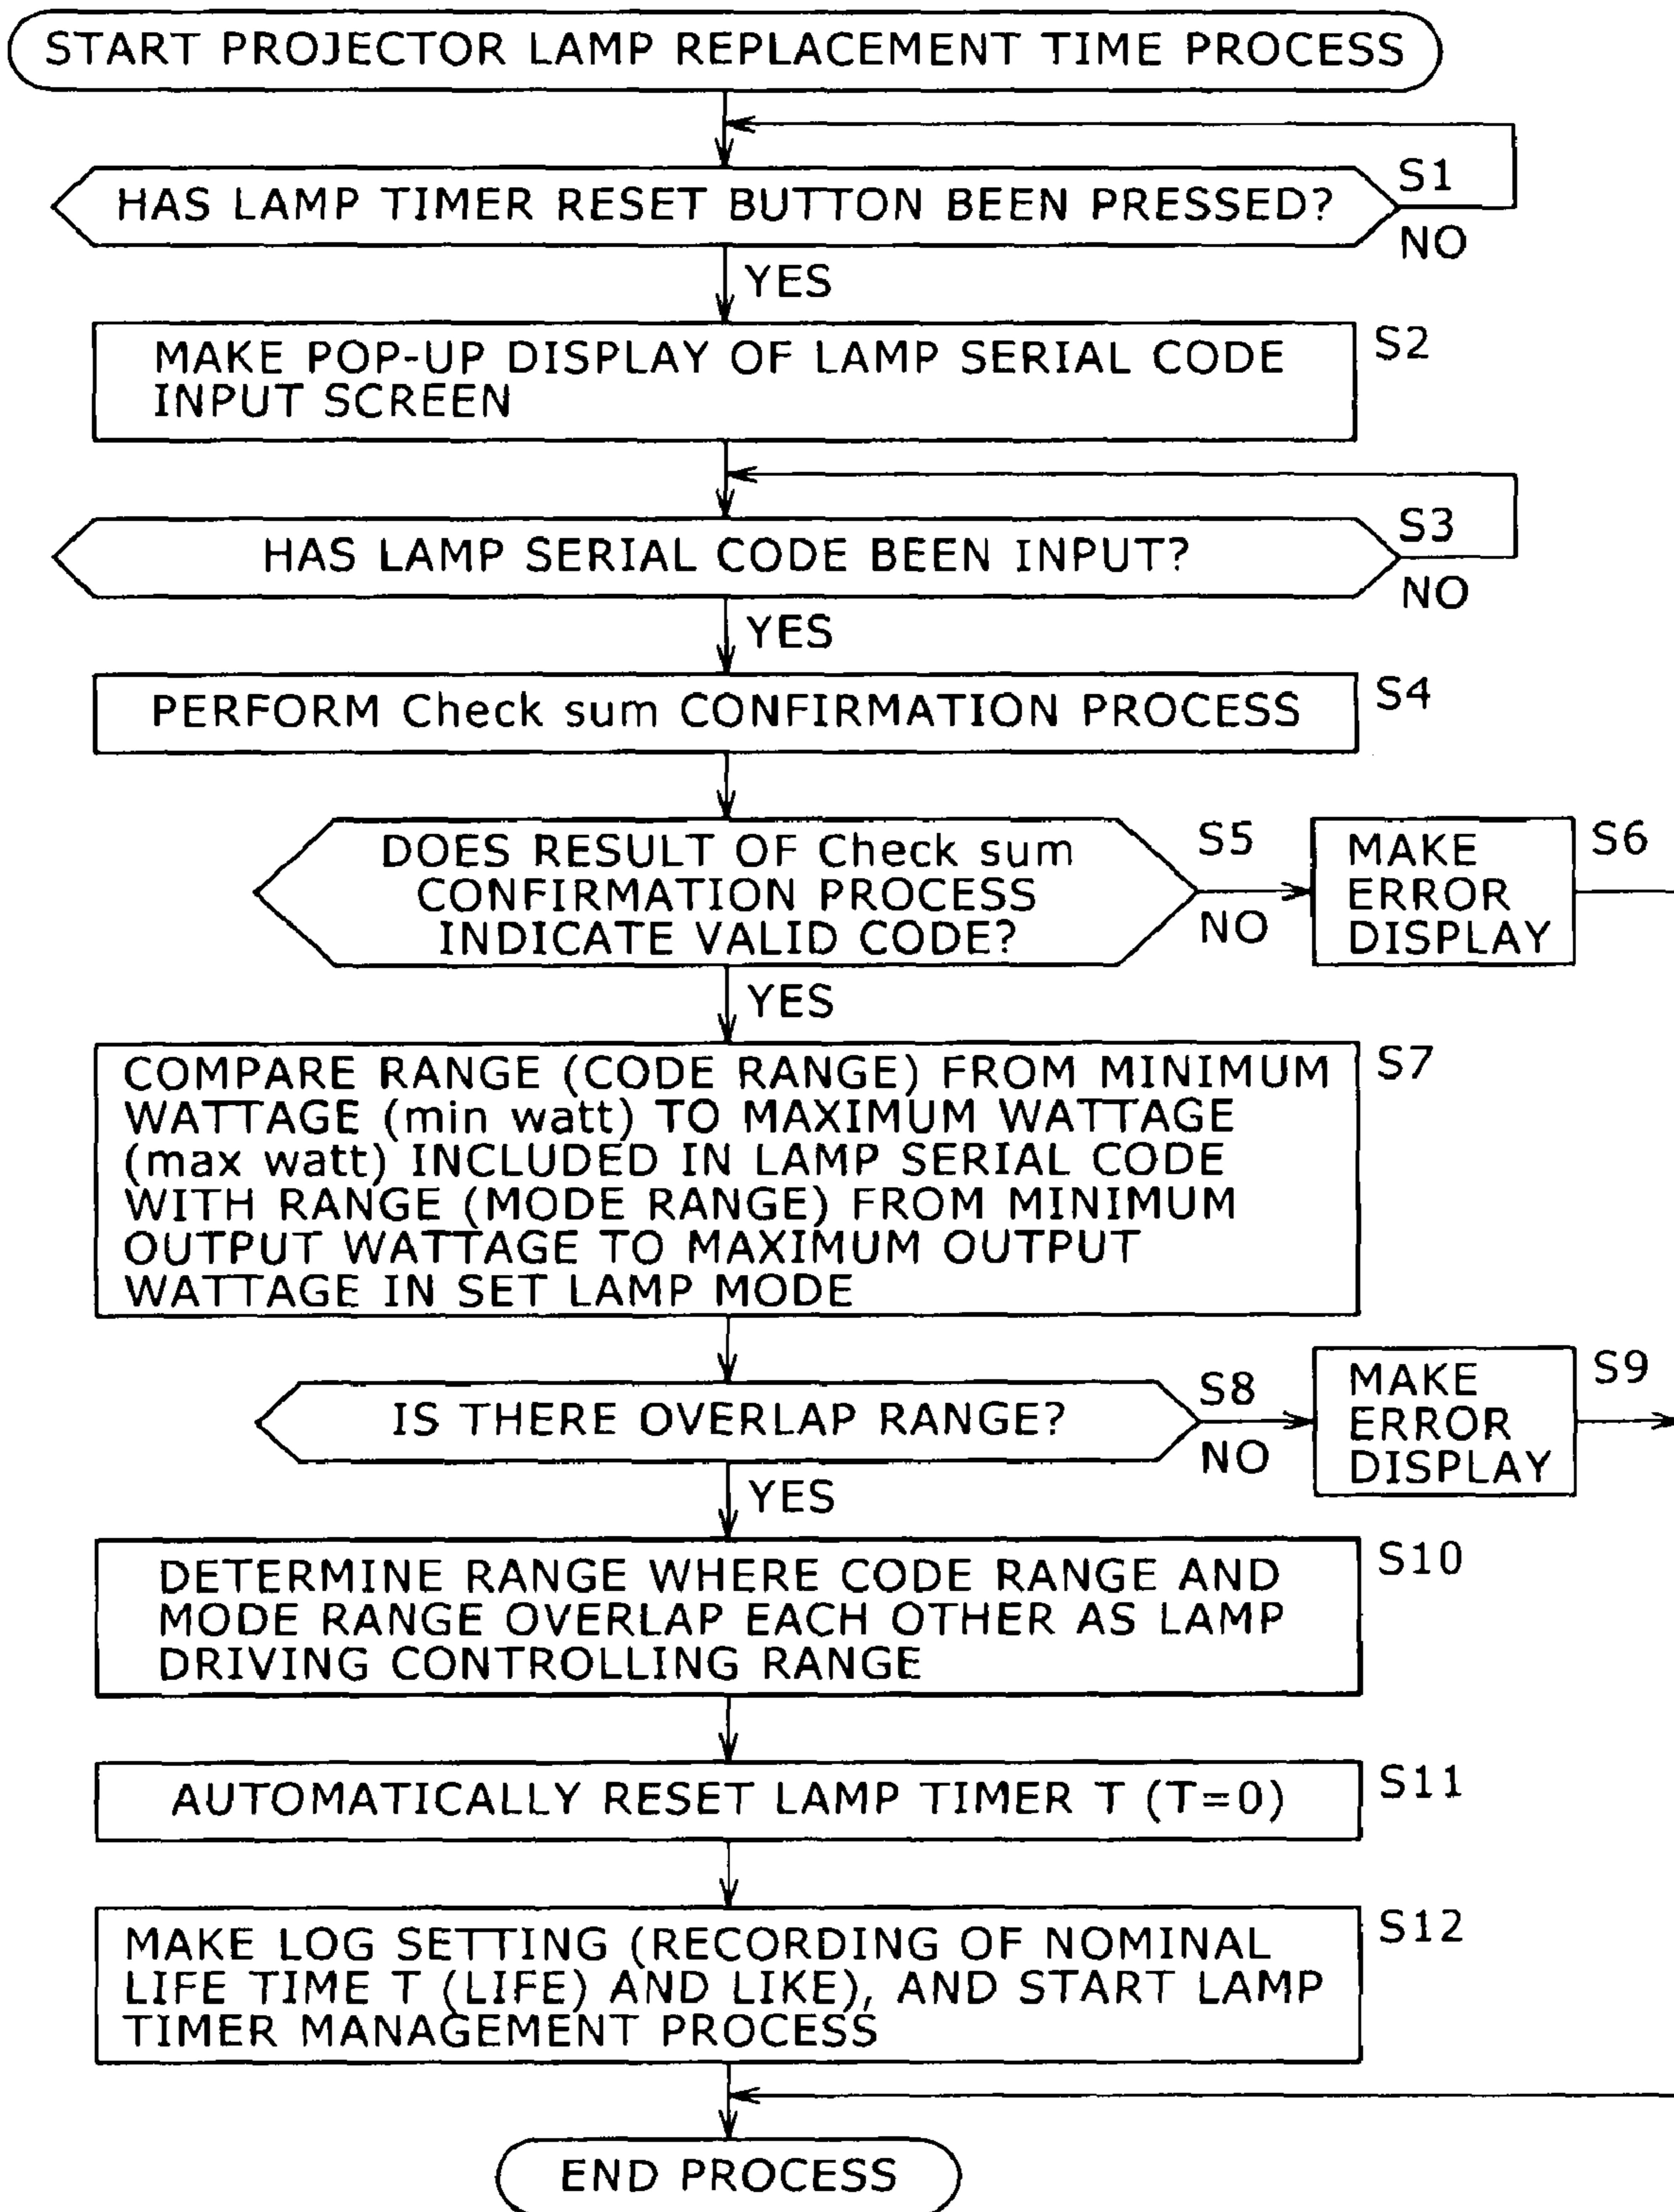 START PROJECTOR LAMP REPLACEMENT TIME PROCESS
HAS LAMP TIMER RESET BUTTON BEEN PRESSED?
S1
NO
YES
MAKE POP-UP DISPLAY OF LAMP SERIAL CODE
INPUT SCREEN
S2
HAS LAMP SERIAL CODE BEEN INPUT?
S3
NO
YES
PERFORM Check sum CONFIRMATION PROCESS
S4
DOES RESULT OF Check sum
CONFIRMATION PROCESS
INDICATE VALID CODE?
S5
NO
MAKE
ERROR
DISPLAY
S6
YES
COMPARE RANGE (CODE RANGE) FROM MINIMUM
WATTAGE (min watt) TO MAXIMUM WATTAGE
(max watt) INCLUDED IN LAMP SERIAL CODE
WITH RANGE (MODE RANGE) FROM MINIMUM
OUTPUT WATTAGE TO MAXIMUM OUTPUT
WATTAGE IN SET LAMP MODE
S7
IS THERE OVERLAP RANGE?
S8
NO
MAKE
ERROR
DISPLAY
S9
YES
DETERMINE RANGE WHERE CODE RANGE AND
MODE RANGE OVERLAP EACH OTHER AS LAMP
DRIVING CONTROLLING RANGE
S10
AUTOMATICALLY RESET LAMP TIMER T (T=0)
S11
MAKE LOG SETTING (RECORDING OF NOMINAL
LIFE TIME T (LIFE) AND LIKE), AND START LAMP
TIMER MANAGEMENT PROCESS
S12
END PROCESS